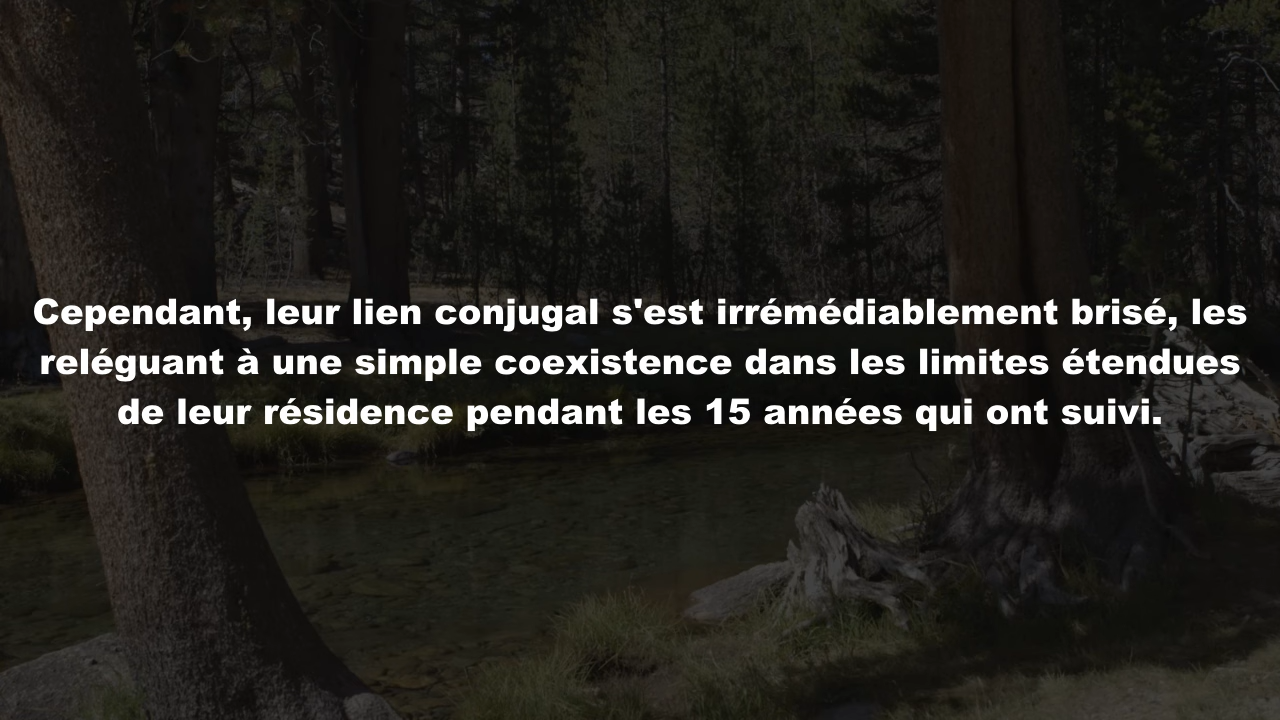 Cependant, leur lien conjugal s'est irrémédiablement brisé, les
reléguant à une simple coexistence dans les limites étendues
de leur résidence pendant les 15 années qui ont suivi.